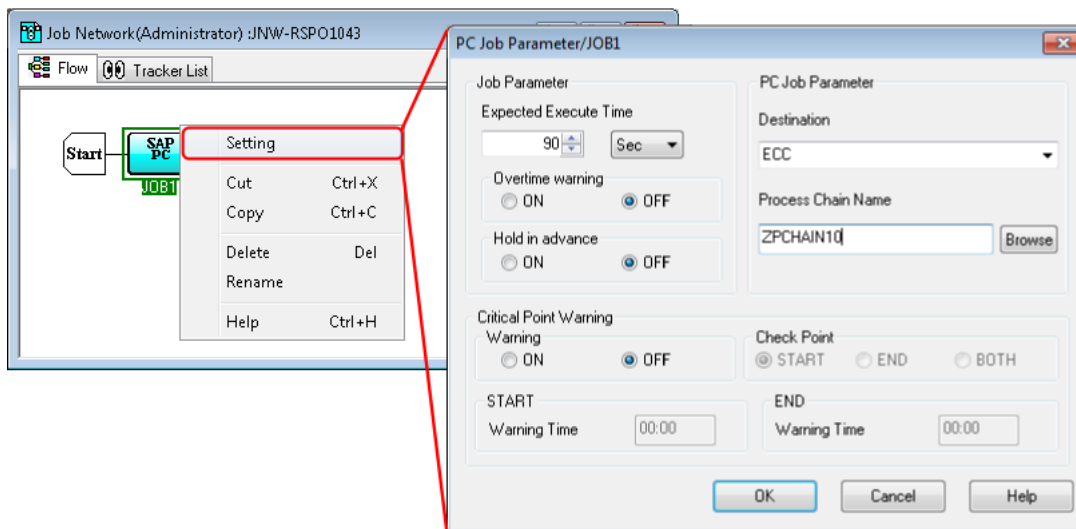 Job Network(Administrator) :JNW-RSPO1043
Flow
Tracker List
Start
SAP
PC
JOB1
Setting
Cut Ctrl+X
Copy Ctrl+C
Delete Del
Rename
Help Ctrl+H
PC Job Parameter/JOB1
Job Parameter
Expected Execute Time
90 Sec
Overtime warning
ON OFF
Hold in advance
ON OFF
PC Job Parameter
Destination
ECC
Process Chain Name
ZPCHAIN10 Browse
Critical Point Warning
Warning
ON OFF
Check Point
START END BOTH
START
Warning Time 00:00
END
Warning Time 00:00
OK Cancel Help